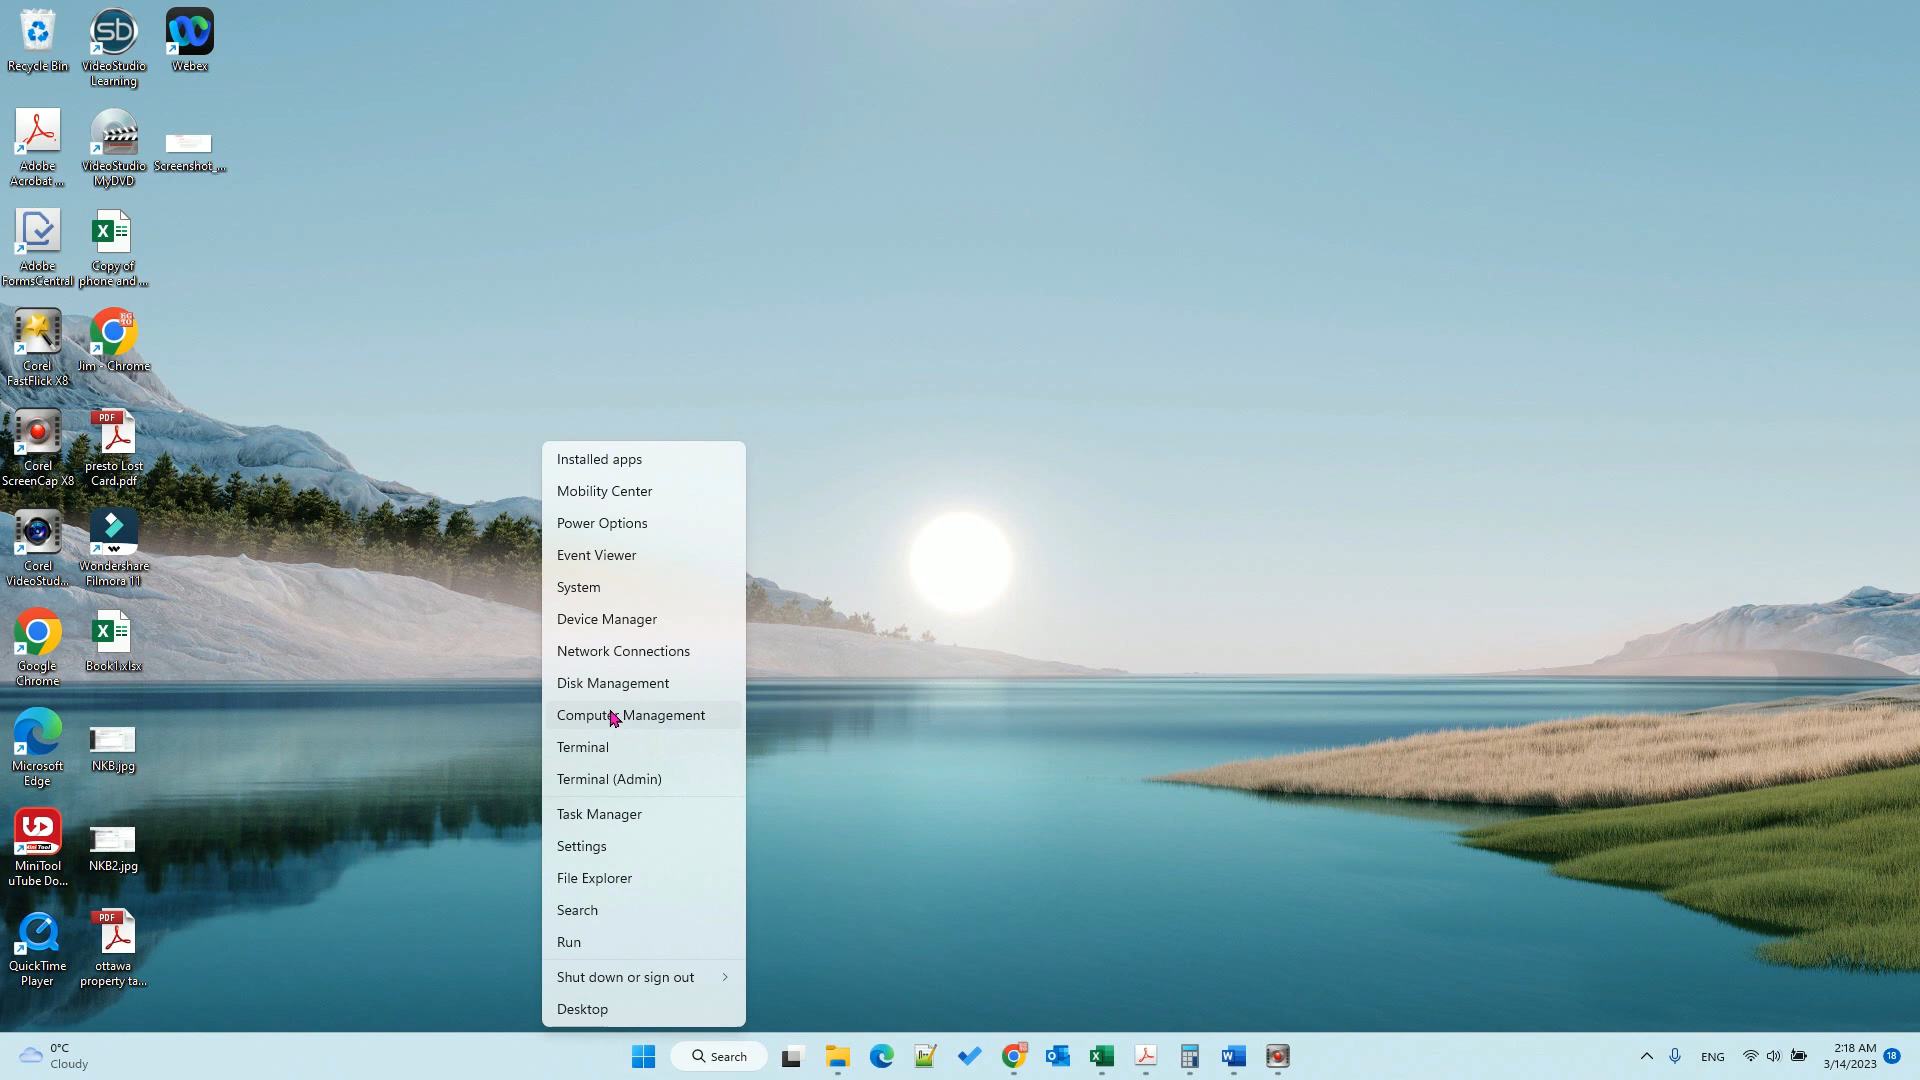 Recycle Bin
VideoStudio
Learning
Webex
Adobe
Acrobat ...
VideoStudio
MyDVD
Screenshot_...
Adobe
FormsCentral
Copy of
phone and ...
Corel
FastFlick X8
Jim - Chrome
Corel
ScreenCap X8
presto Lost
Card.pdf
Corel
VideoStud...
Wondershare
Filmora 11
Google
Chrome
Book1.xlsx
Microsoft
Edge
NKB.jpg
MiniTool
uTube Do...
NKB2.jpg
QuickTime
Player
ottawa
property ta...
Installed apps
Mobility Center
Power Options
Event Viewer
System
Device Manager
Network Connections
Disk Management
Computer Management
Terminal
Terminal (Admin)
Task Manager
Settings
File Explorer
Search
Run
Shut down or sign out
Desktop
0°C
Cloudy
Search
ENG
2:18 AM
3/14/2023
18